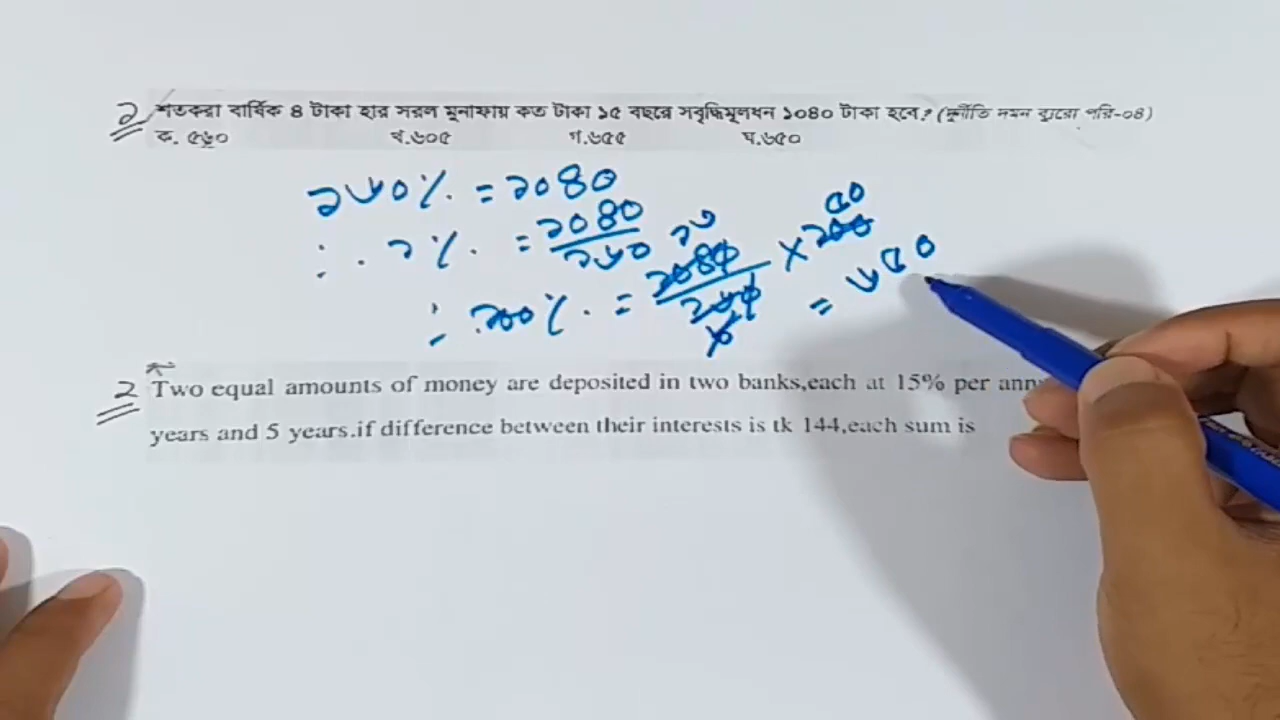 ১ শতকরা বার্ষিক ৪ টাকা হার সরল মুনাফায় কত টাকা ১৫ বছরে সবৃদ্ধিমূলধন ১০৪০ টাকা হবে? (দুর্নীতি দমন ব্যুরো পরি-০৪)
ক. ৫৬০ খ.৬০৫ গ.৬৫৫ ঘ.৬৫০
১৬০% = ১০৪০
∴ ১% = ১০৪০/১৬০
∴ ১০০% = ১০৪০/১৬০ × ১০০ = ৬৫০
2 Two equal amounts of money are deposited in two banks,each at 15% per
years and 5 years.if difference between their interests is tk 144,each sum is